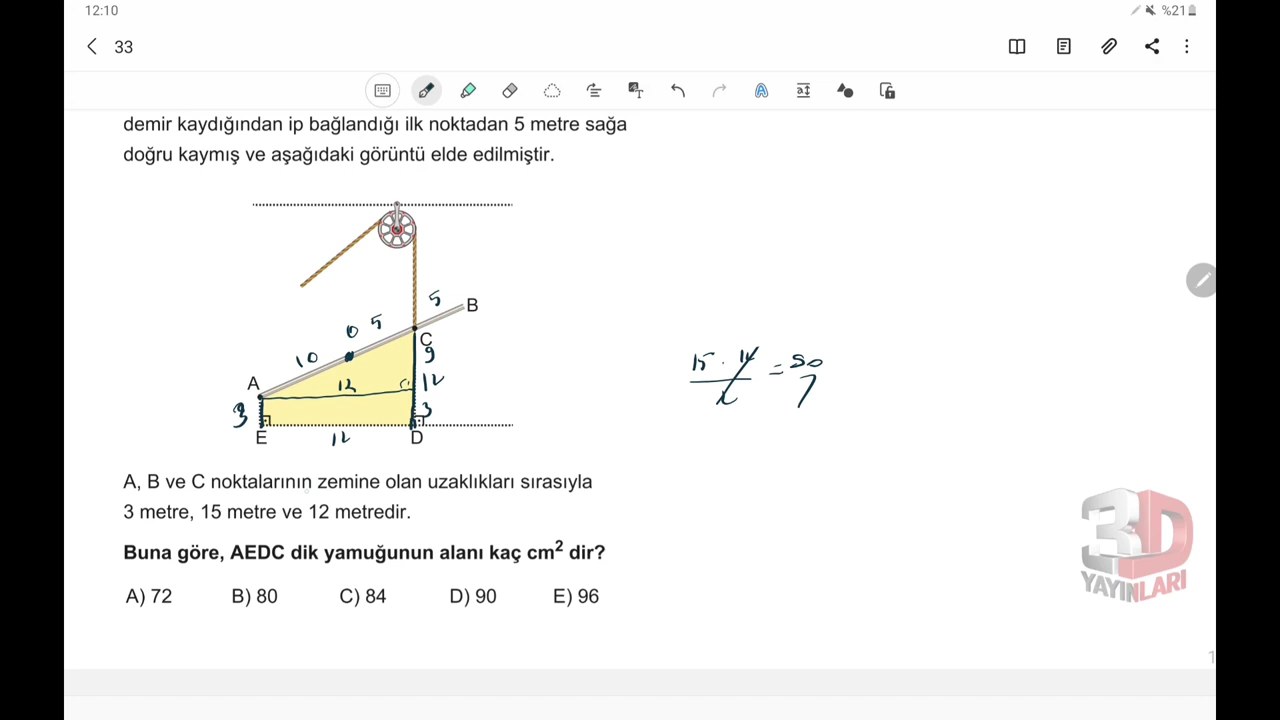 12:10
%21
33
demir kaydığından ip bağlandığı ilk noktadan 5 metre sağa
doğru kaymış ve aşağıdaki görüntü elde edilmiştir.
5
B
0 5
10
C
9
A
12
12
3
3
E
12
D
15 · 12
= 90
2
A, B ve C noktalarının zemine olan uzaklıkları sırasıyla
3 metre, 15 metre ve 12 metredir.
Buna göre, AEDC dik yamuğunun alanı kaç cm² dir?
A) 72 B) 80 C) 84 D) 90 E) 96
3D
YAYINLARI
1